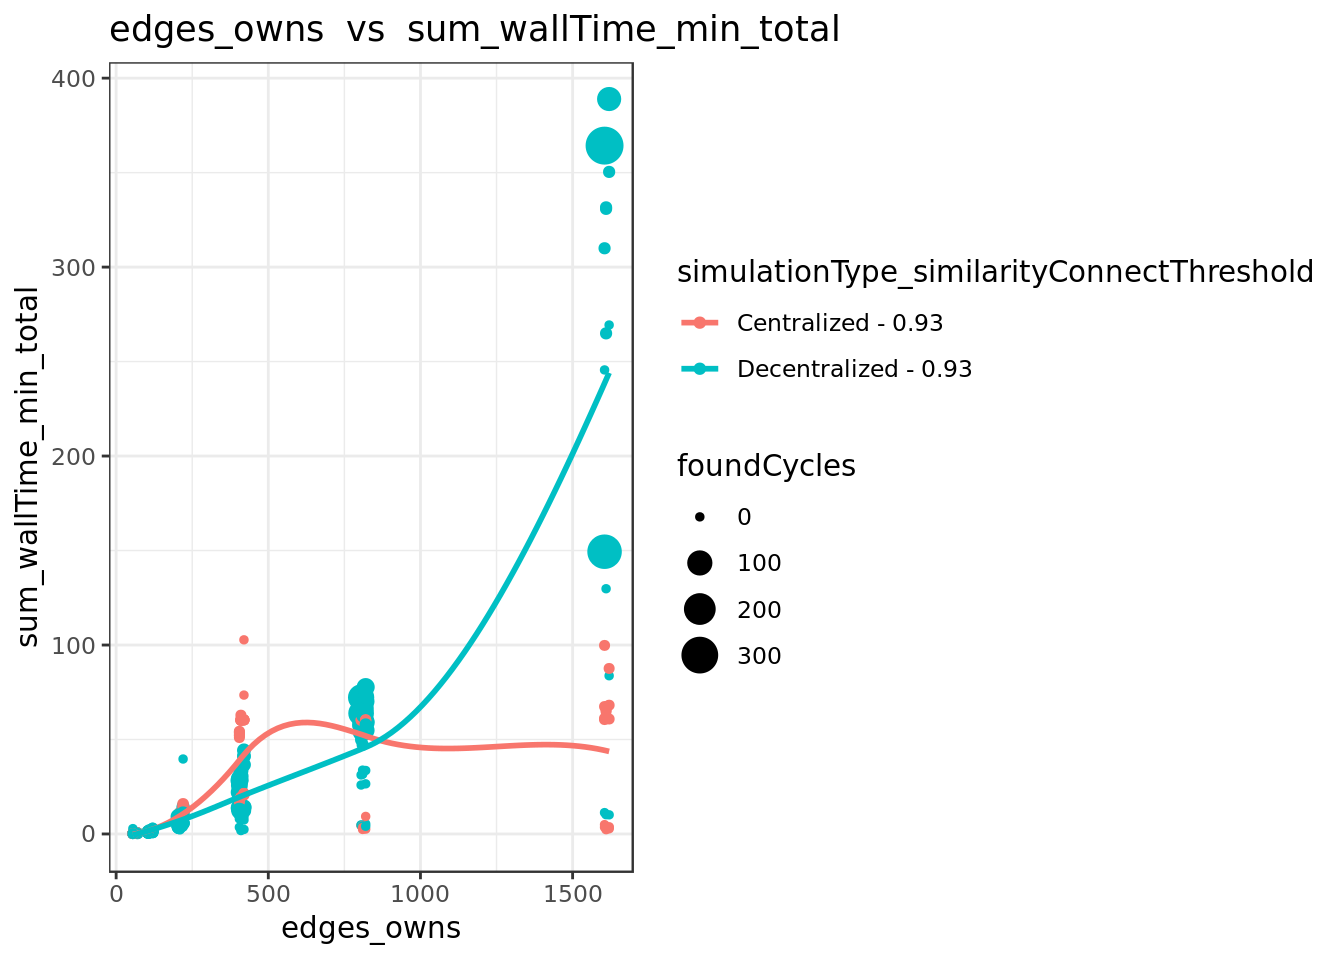 edges_owns  vs  sum_wallTime_min_total
400
300
200
100
0
sum_wallTime_min_total
0
500
1000
1500
edges_owns
simulationType_similarityConnectThreshold
Centralized - 0.93
Decentralized - 0.93
foundCycles
0
100
200
300